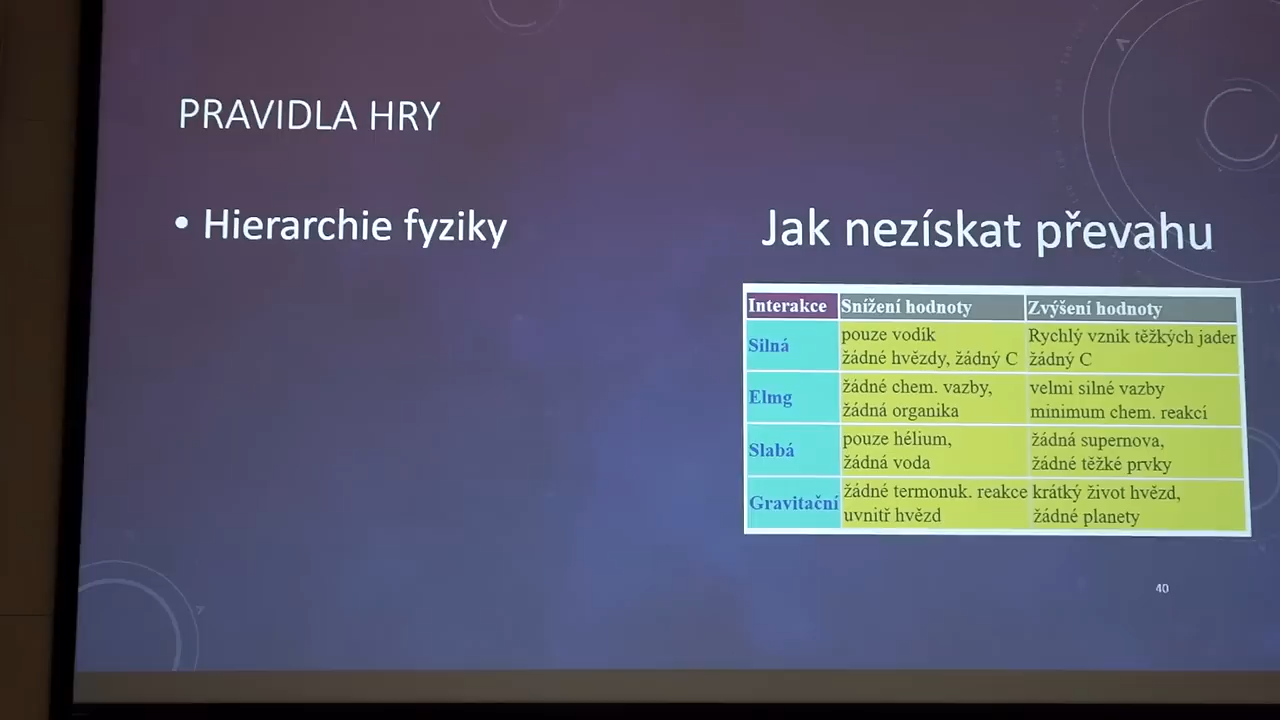 PRAVIDLA HRY
• Hierarchie fyziky
Jak nezískat převahu
Interakce Snížení hodnoty Zvýšení hodnoty
Silná pouze vodík Rychlý vznik těžkých jader
žádné hvězdy, žádný C žádný C
Elmg žádné chem. vazby, velmi silné vazby
žádná organika minimum chem. reakcí
Slabá pouze hélium, žádná supernova,
žádná voda žádné těžké prvky
Gravitační žádné termonuk. reakce krátký život hvězd,
uvnitř hvězd žádné planety
40